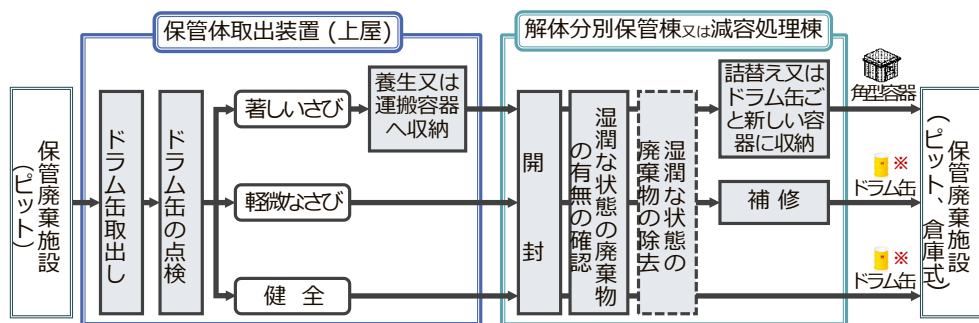 保管体取出装置 (上屋)
解体分別保管棟又は減容処理棟
保管廃棄施設
(ピット)
ドラム缶取出し
ドラム缶の点検
著しいさび
養生又は
運搬容器
へ収納
軽微なさび
健 全
開 封
湿潤な状態の廃棄物
の有無の確認
湿潤な状態の
廃棄物の除去
詰替え又は
ドラム缶ご
と新しい容
器に収納
補 修
角型容器
※
ドラム缶
※
ドラム缶
保管廃棄施設
(ピット、倉庫式)